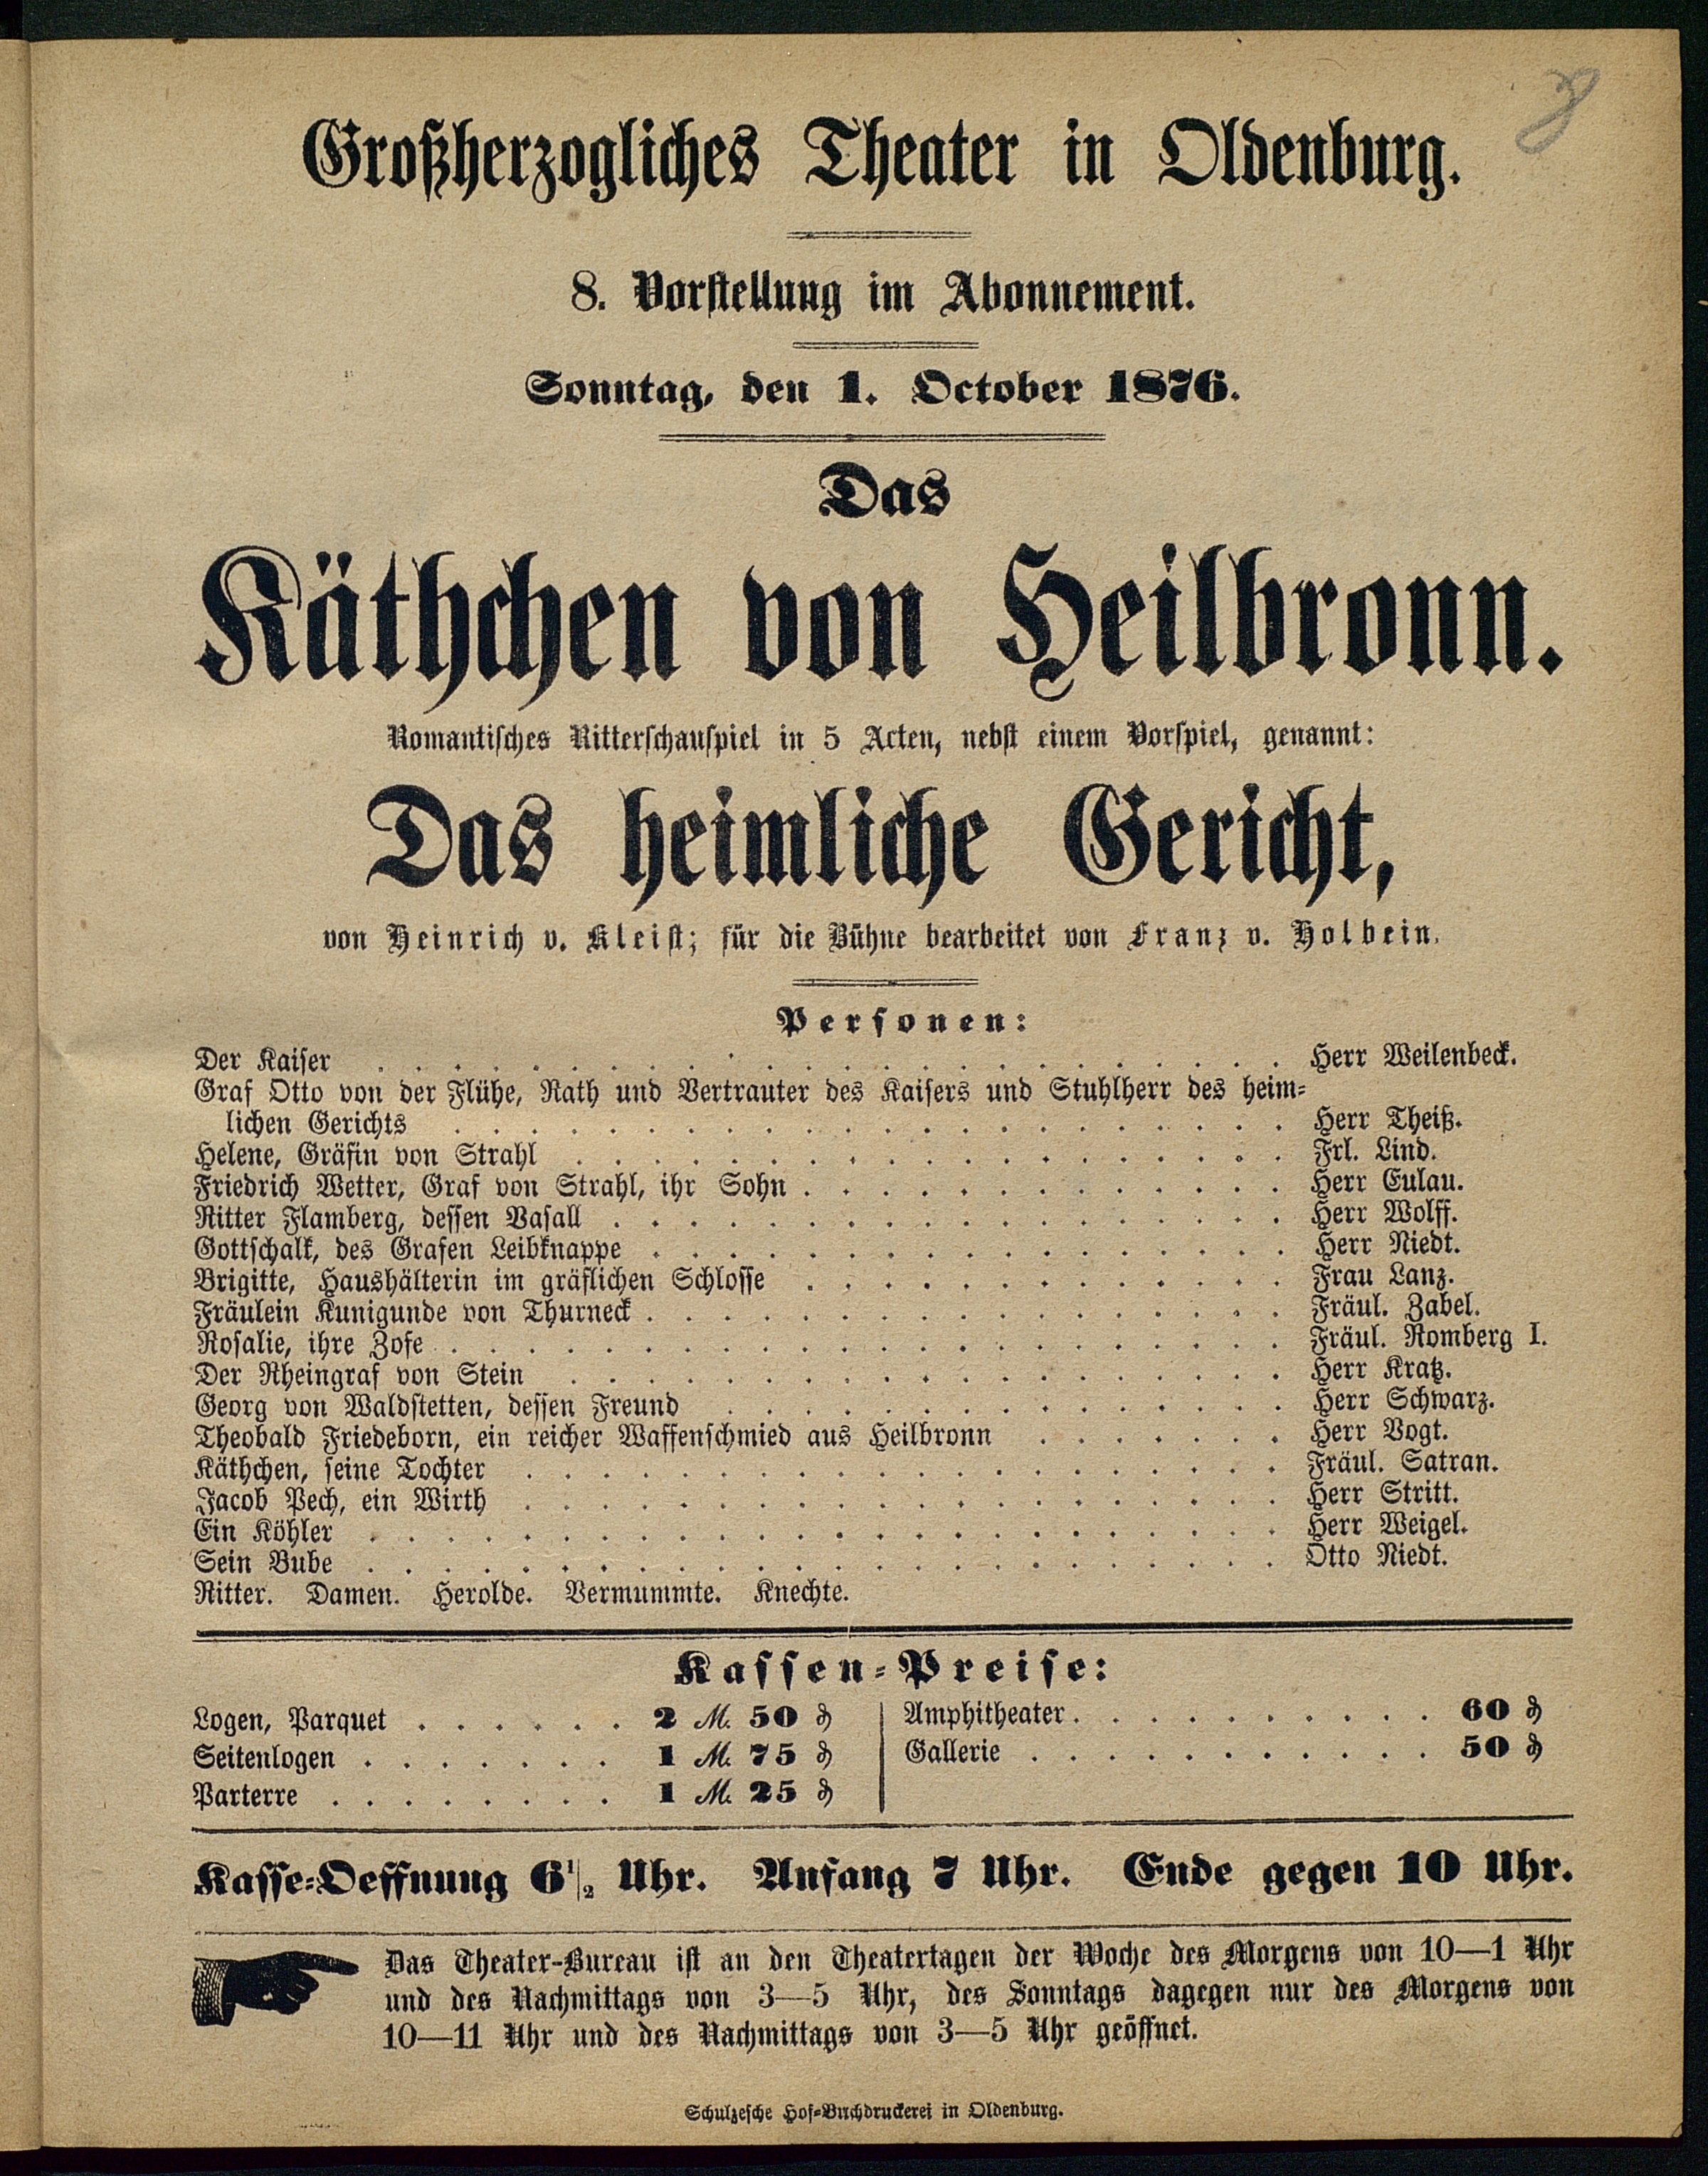 8
Großherzogliches Theater in Oldenburg.
8. Vorstellung im Abonnement.
Sonntag, den 1. October 1876.
Das
Käthchen von Heilbronn.
Romantisches Ritterschauspiel in 5 Acten, nebst einem Vorspiel, genannt:
Das heimliche Gericht,
von Heinrich v. Kleist; für die Bühne bearbeitet von Franz v. Holbein.
Personen:
Der Kaiser . . . . . . . . . . Herr Weilenbeck.
Graf Otto von der Flühe, Rath und Vertrauter des Kaisers und Stuhlherr des heim-
lichen Gerichts . . . . . . . . . . Herr Theiß.
Helene, Gräfin von Strahl . . . . . . . . . . Frl. Lind.
Friedrich Wetter, Graf von Strahl, ihr Sohn . . . . . . . . . . Herr Eulau.
Ritter Flamberg, dessen Vasall . . . . . . . . . . Herr Wolff.
Gottschalk, des Grafen Leibknappe . . . . . . . . . . Herr Niedt.
Brigitte, Haushälterin im gräflichen Schlosse . . . . . . . . . . Frau Lanz.
Fräulein Kunigunde von Thurneck . . . . . . . . . . Fräul. Zabel.
Rosalie, ihre Zofe . . . . . . . . . . Fräul. Romberg I.
Der Rheingraf von Stein . . . . . . . . . . Herr Kratz.
Georg von Waldstetten, dessen Freund . . . . . . . . . . Herr Schwarz.
Theobald Friedeborn, ein reicher Waffenschmied aus Heilbronn . . . . . . . Herr Vogt.
Käthchen, seine Tochter . . . . . . . . . . Fräul. Satran.
Jacob Pech, ein Wirth . . . . . . . . . . Herr Stritt.
Ein Köhler . . . . . . . . . . Herr Weigel.
Sein Bube . . . . . . . . . . Otto Niedt.
Ritter. Damen. Herolde. Vermummte. Knechte.
Kassen-Preise:
Logen, Parquet . . . . . . 2 M. 50 ₰
Seitenlogen . . . . . . . 1 M. 75 ₰
Parterre . . . . . . . . 1 M. 25 ₰
Amphitheater . . . . . . . . . . 60 ₰
Gallerie . . . . . . . . . . . 50 ₰
Kasse-Oeffnung 6 1/2 Uhr. Anfang 7 Uhr. Ende gegen 10 Uhr.
Das Theater-Bureau ist an den Theatertagen der Woche des Morgens von 10—1 Uhr
und des Nachmittags von 3—5 Uhr, des Sonntags dagegen nur des Morgens von
10—11 Uhr und des Nachmittags von 3—5 Uhr geöffnet.
Schulzesche Hof-Buchdruckerei in Oldenburg.